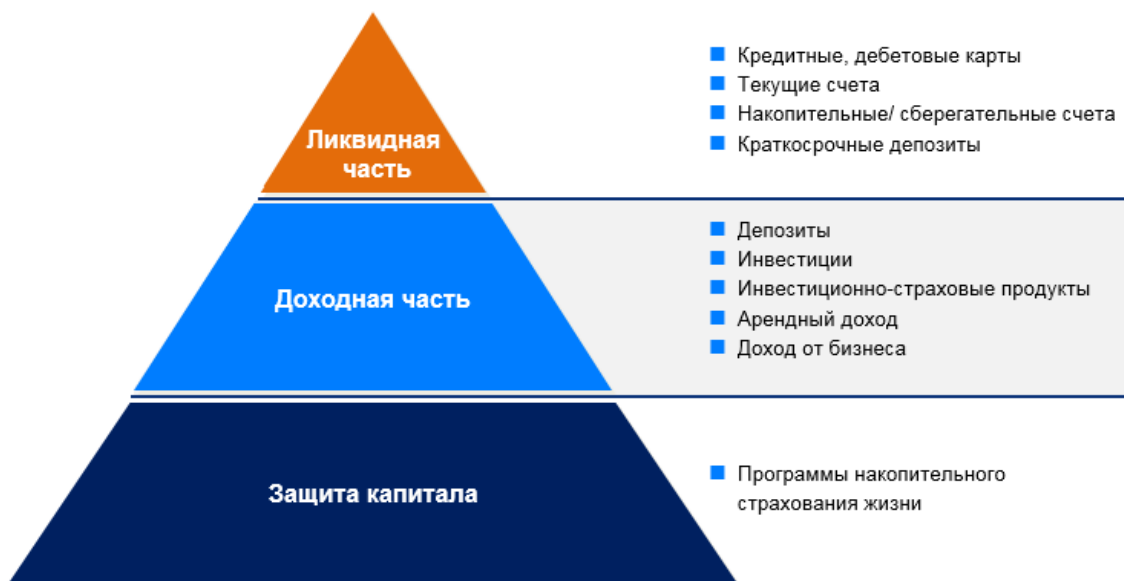 Ликвидная
часть
Кредитные, дебетовые карты
Текущие счета
Накопительные/ сберегательные счета
Краткосрочные депозиты
Доходная часть
Депозиты
Инвестиции
Инвестиционно-страховые продукты
Арендный доход
Доход от бизнеса
Защита капитала
Программы накопительного
страхования жизни